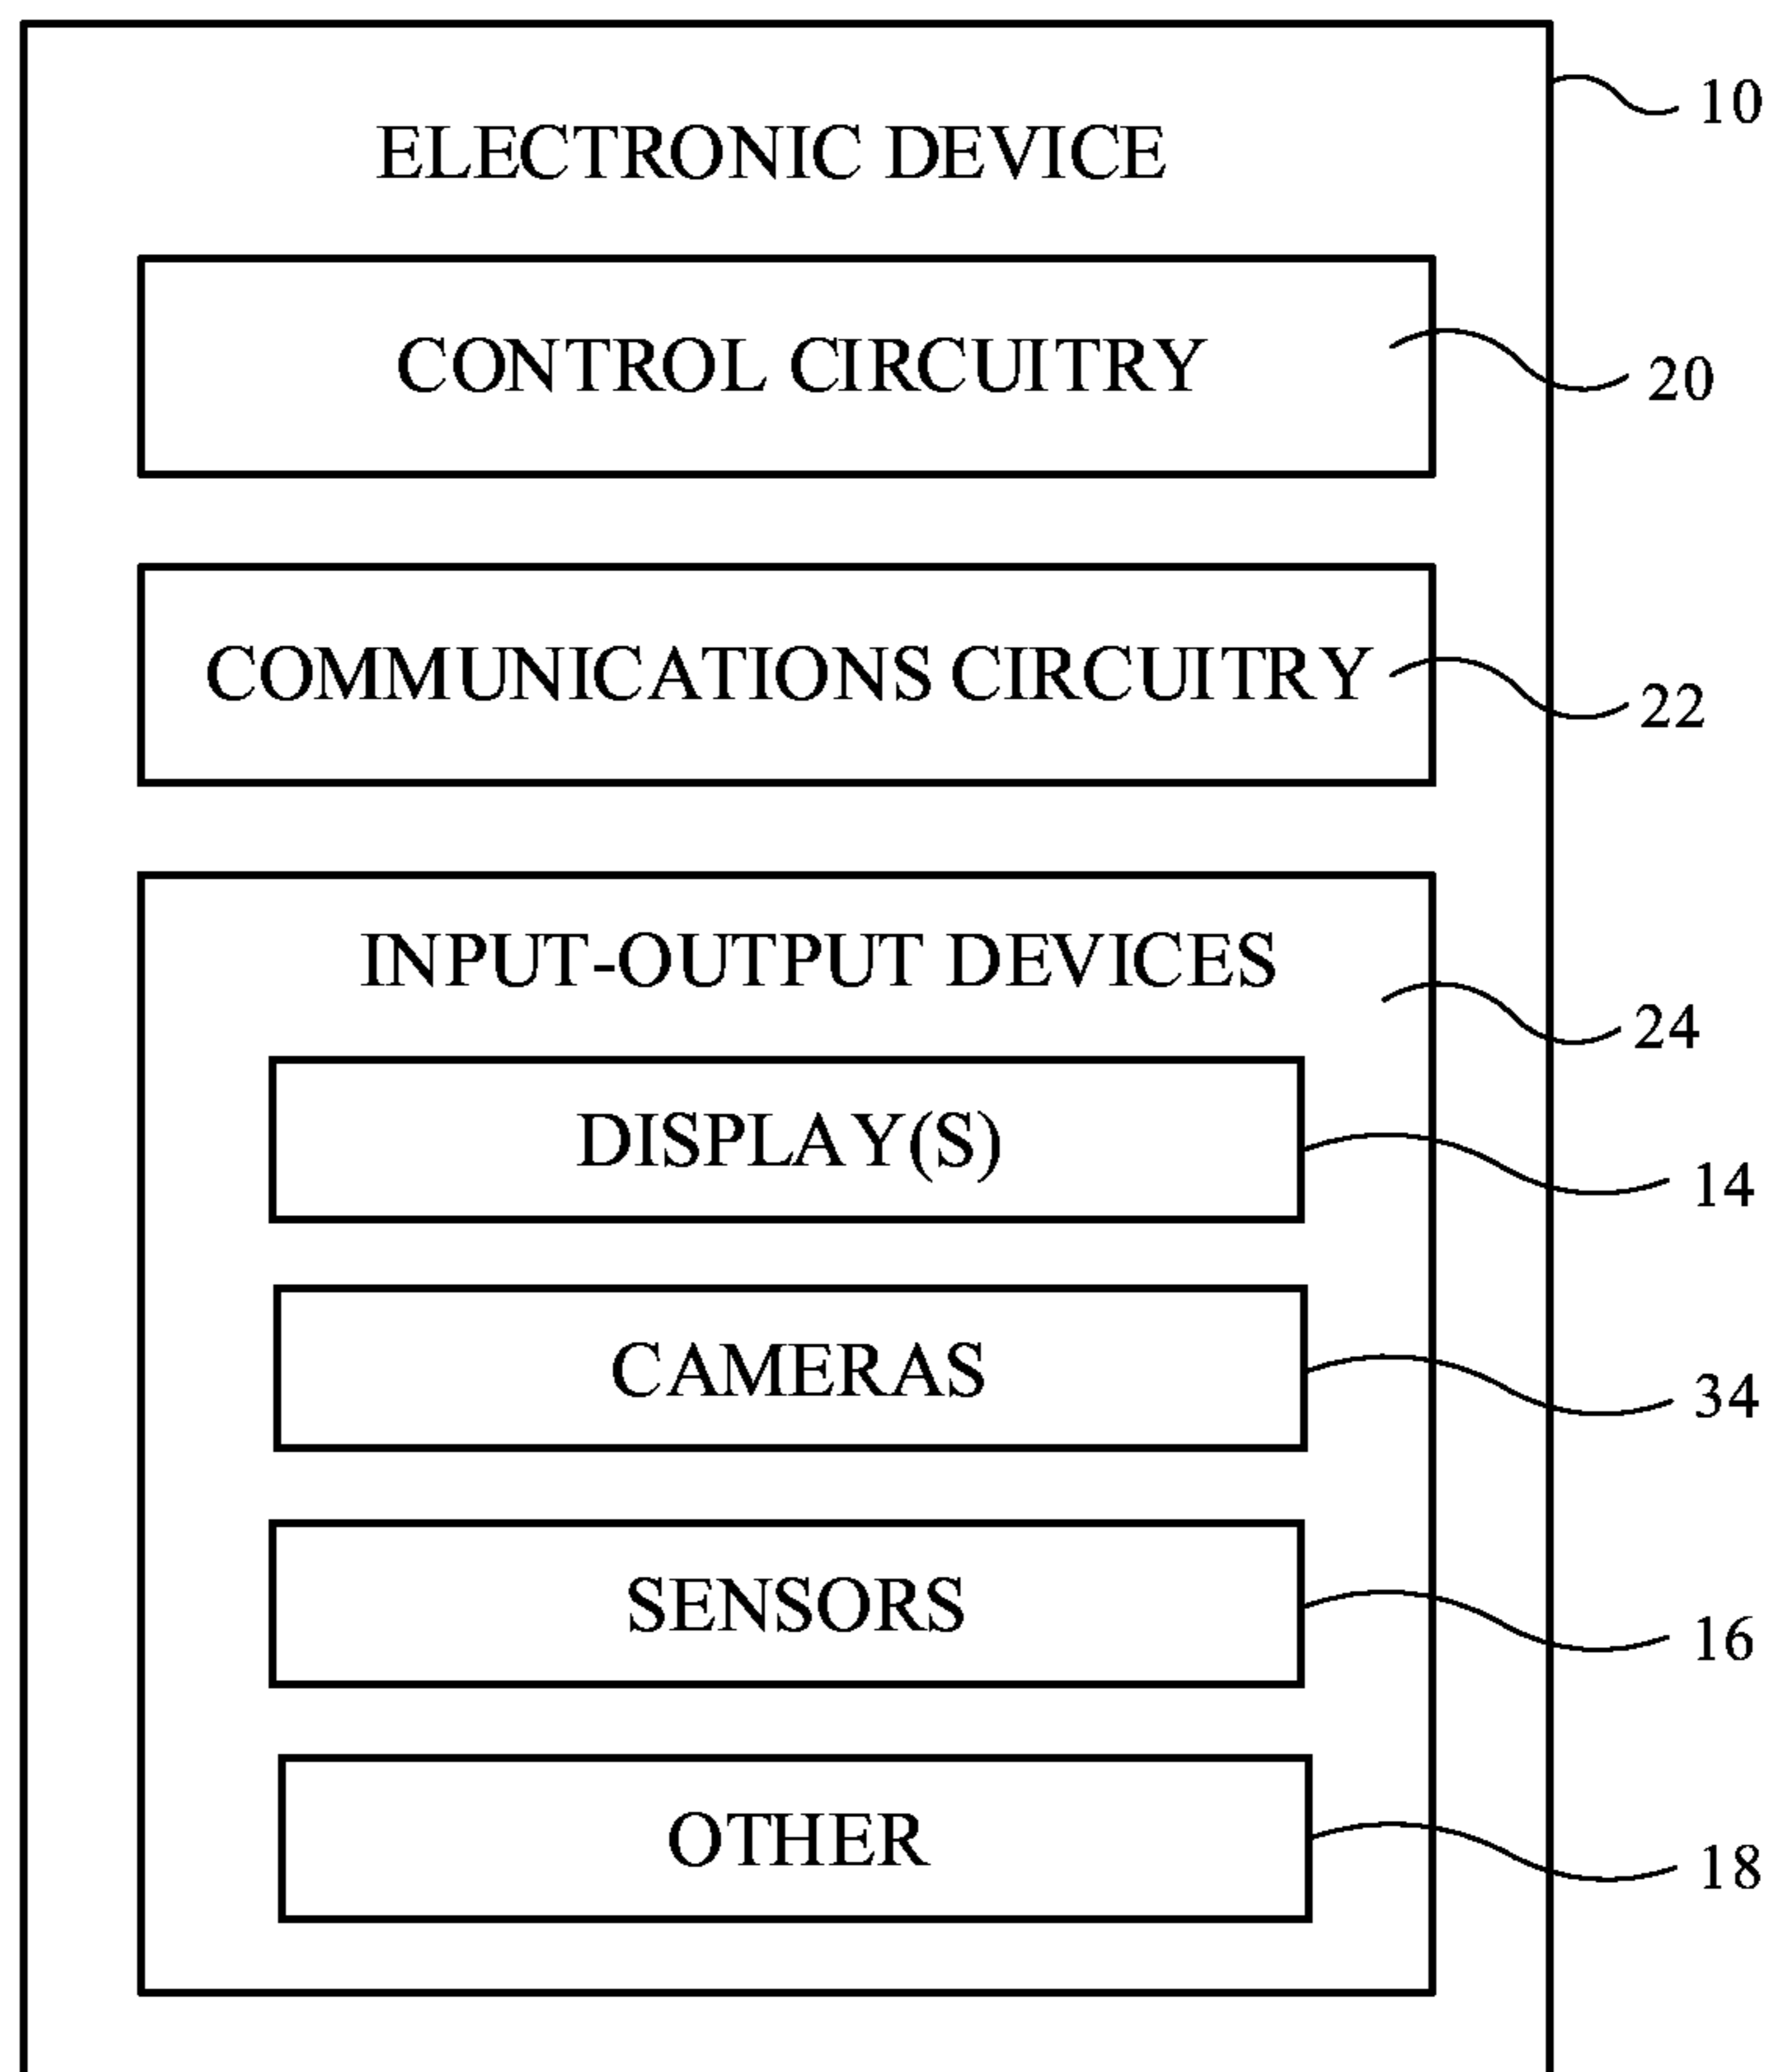 ELECTRONIC DEVICE
10
CONTROL CIRCUITRY
20
COMMUNICATIONS CIRCUITRY
22
INPUT-OUTPUT DEVICES
24
DISPLAY(S)
14
CAMERAS
34
SENSORS
16
OTHER
18